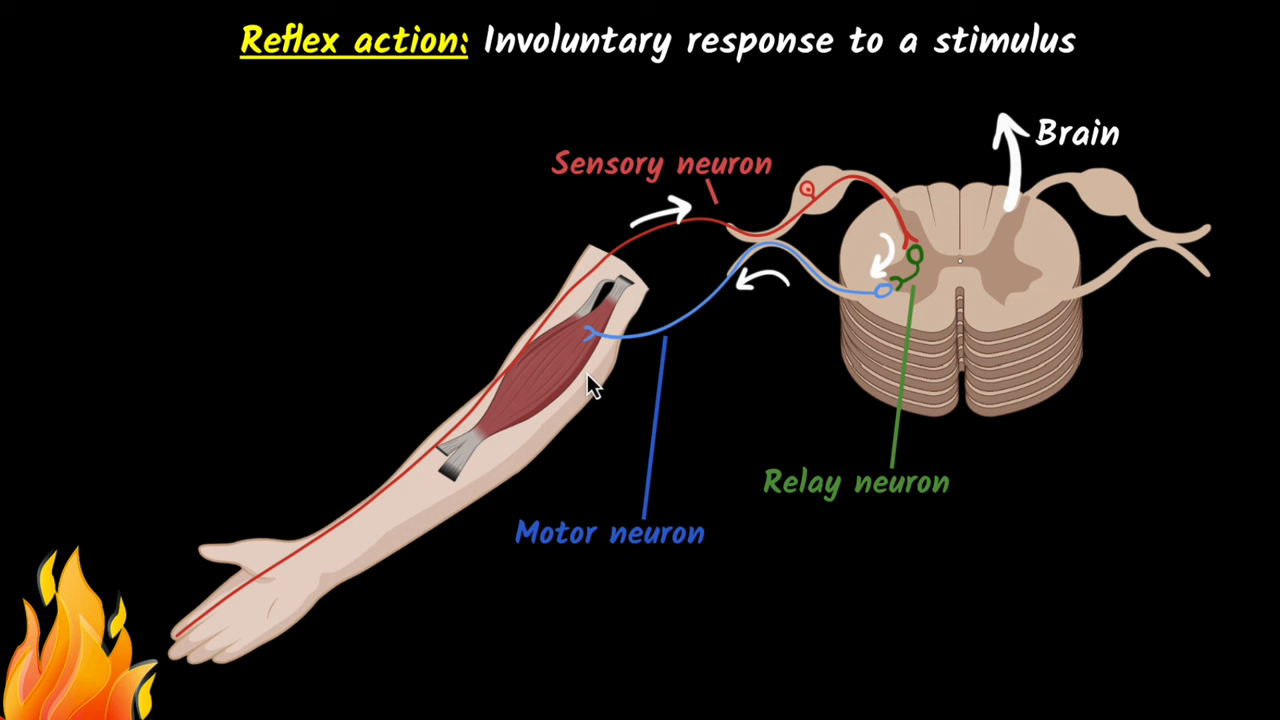 Reflex action: Involuntary response to a stimulus
Brain
Sensory neuron
Relay neuron
Motor neuron